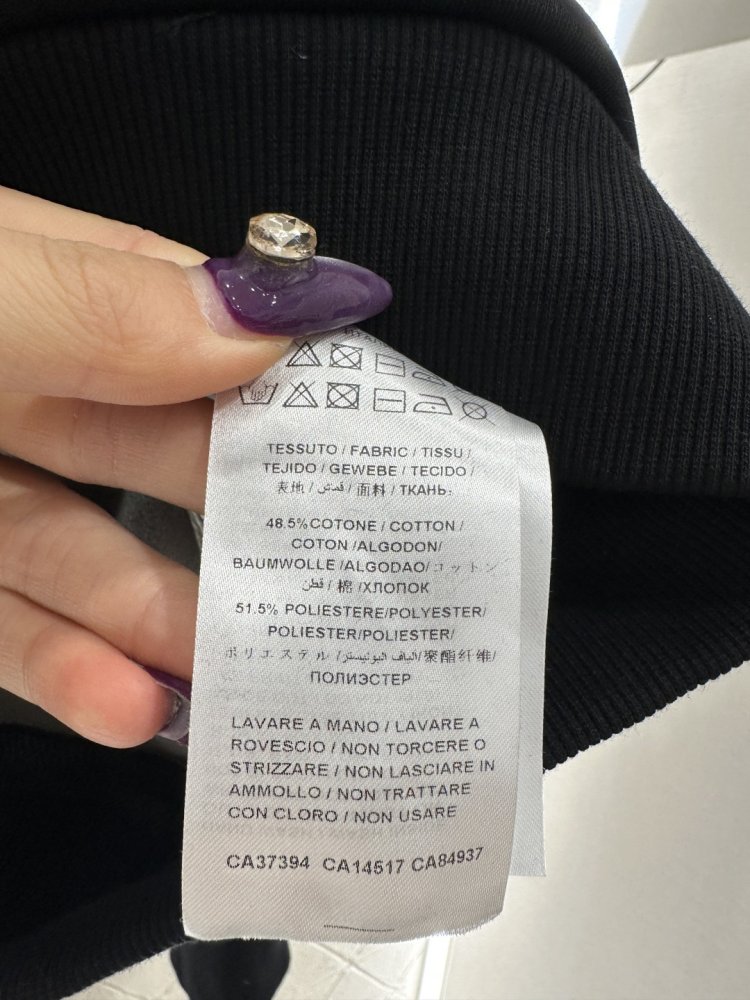 TESSUTO / FABRIC / TISSU /
TEJIDO / GEWEBE / TECIDO /
表地 / قماش / 面料 / ТКАНЬ:
48.5%COTONE / COTTON /
COTON /ALGODON/
BAUMWOLLE /ALGODAO/コットン
قطن / 棉 /ХЛОПОК
51.5% POLIESTERE/POLYESTER/
POLIESTER/POLIESTER/
ポリエステル /الياف البوليستر/聚酯纤维/
ПОЛИЭСТЕР
LAVARE A MANO / LAVARE A
ROVESCIO / NON TORCERE O
STRIZZARE / NON LASCIARE IN
AMMOLLO / NON TRATTARE
CON CLORO / NON USARE
CA37394 CA14517 CA84937